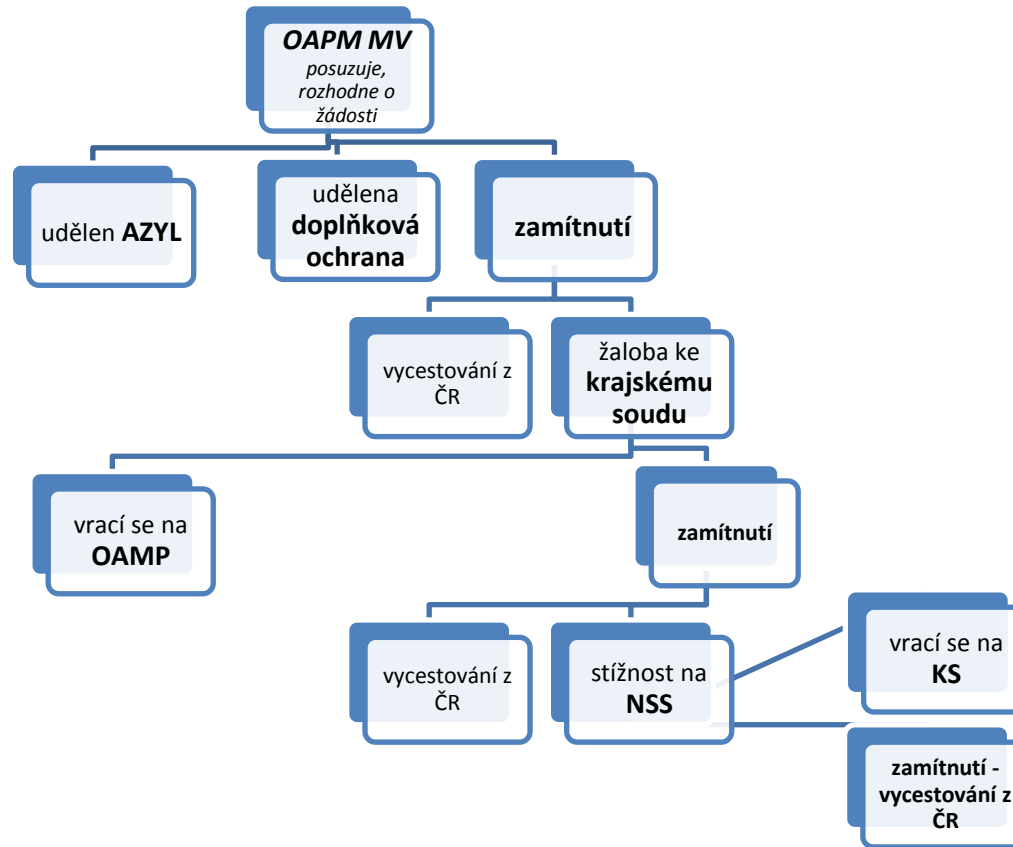 OAPM MV
posuzuje,
rozhodne o
žádosti
udělen AZYL
udělena
doplňková
ochrana
zamítnutí
vycestování z
ČR
žaloba ke
krajskému
soudu
vrací se na
OAMP
zamítnutí
vycestování z
ČR
stížnost na
NSS
vrací se na
KS
zamítnutí -
vycestování z
ČR